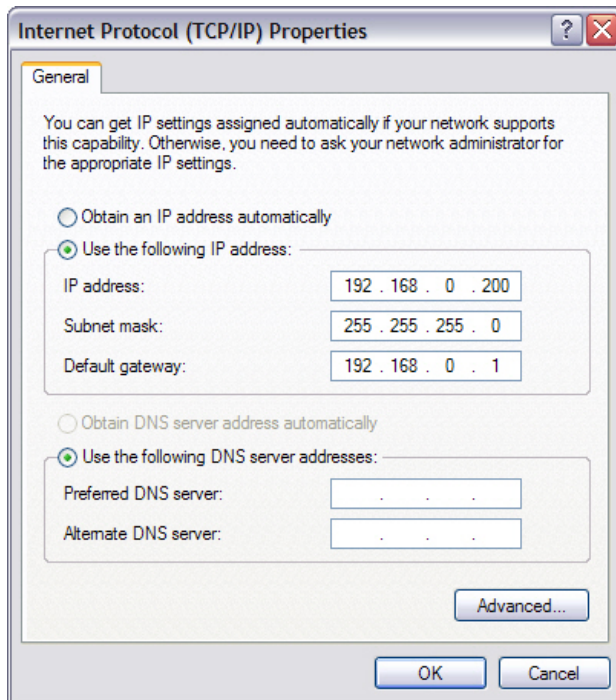 Internet Protocol (TCP/IP) Properties
General
You can get IP settings assigned automatically if your network supports
this capability. Otherwise, you need to ask your network administrator for
the appropriate IP settings.
Obtain an IP address automatically
Use the following IP address:
IP address: 192 . 168 . 0 . 200
Subnet mask: 255 . 255 . 255 . 0
Default gateway: 192 . 168 . 0 . 1
Obtain DNS server address automatically
Use the following DNS server addresses:
Preferred DNS server: . . .
Alternate DNS server: . . .
Advanced...
OK Cancel